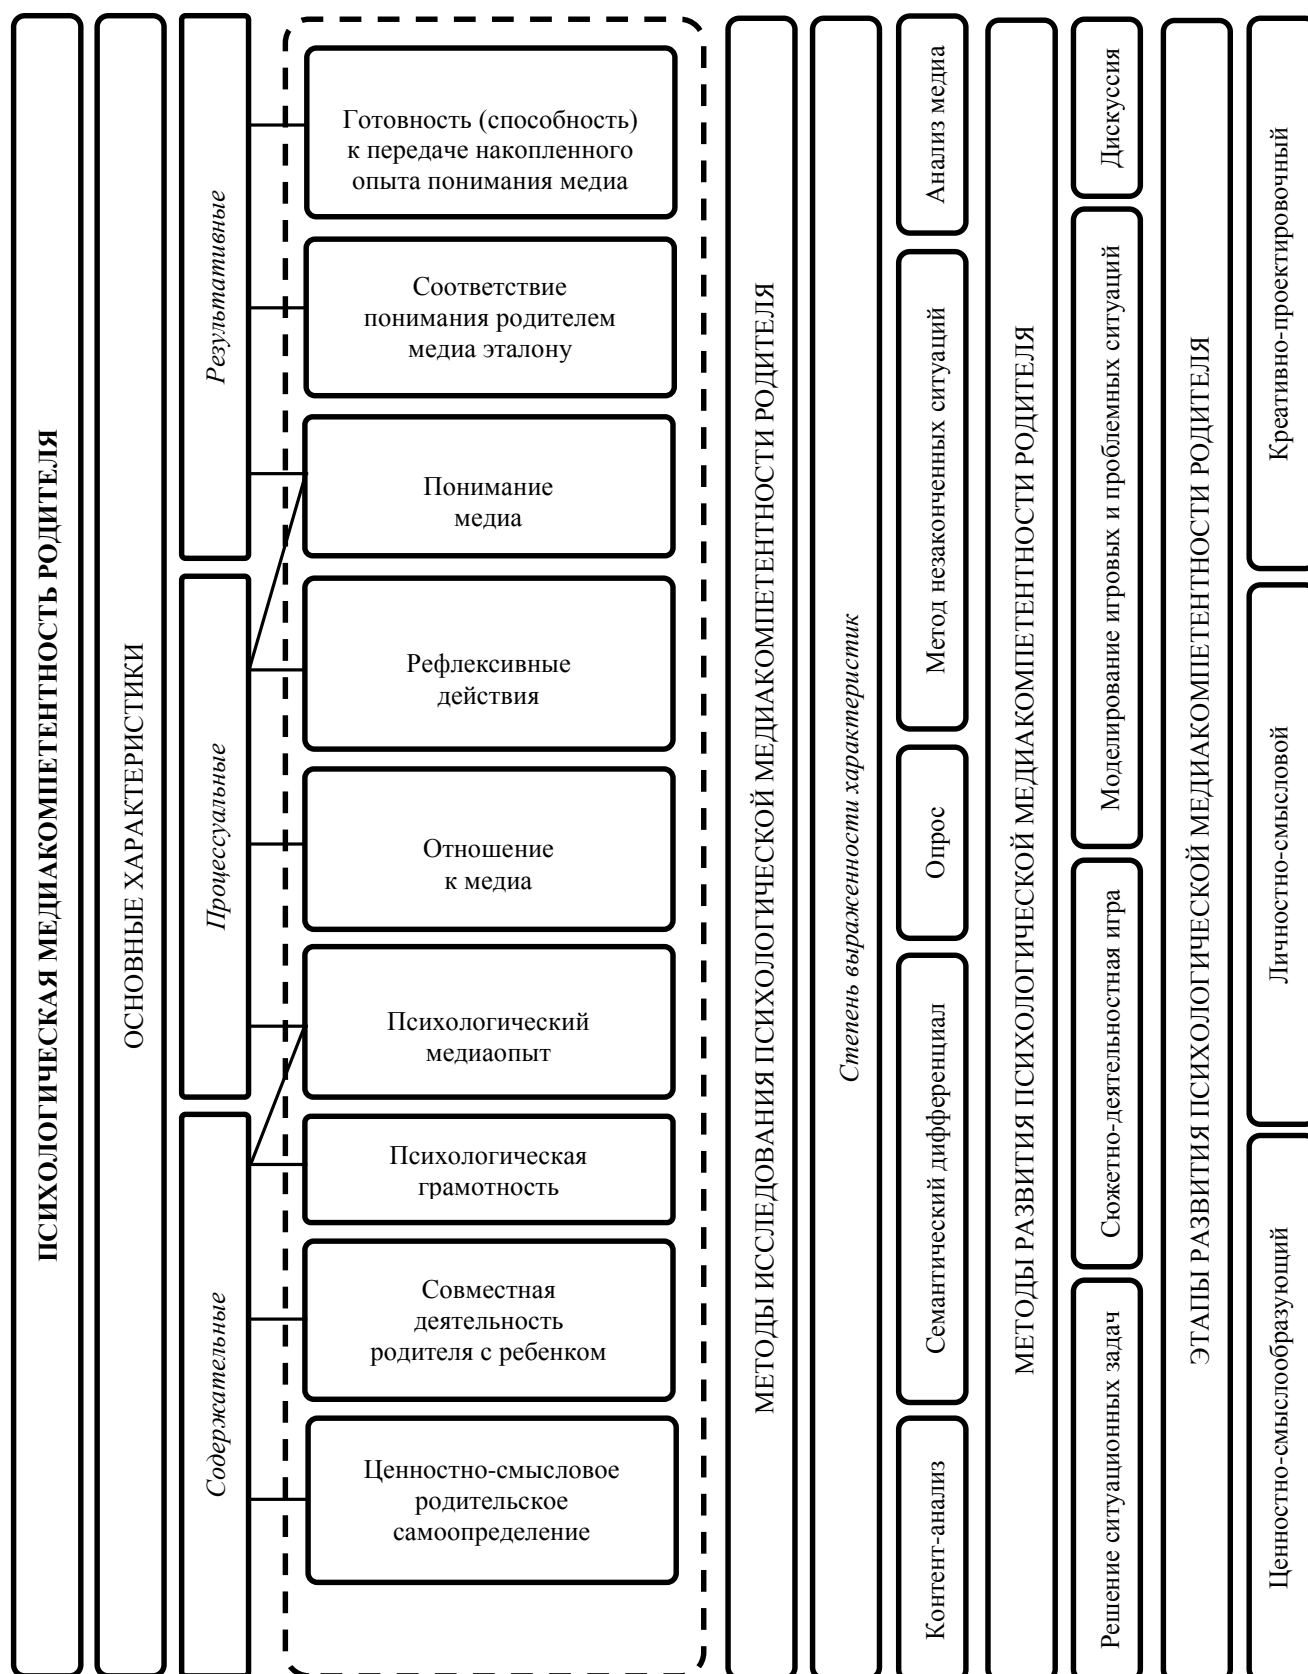 ПСИХОЛОГИЧЕСКАЯ МЕДИАКОМПЕТЕНТНОСТЬ РОДИТЕЛЯ
ОСНОВНЫЕ ХАРАКТЕРИСТИКИ
Содержательные
Процессуальные
Результативные
Готовность (способность)
к передаче накопленного
опыта понимания медиа
Соответствие
понимания родителем
медиа эталону
Понимание
медиа
Рефлексивные
действия
Отношение
к медиа
Психологический
медиаопыт
Психологическая
грамотность
Совместная
деятельность
родителя с ребенком
Ценностно-смысловое
родительское
самоопределение
МЕТОДЫ ИССЛЕДОВАНИЯ ПСИХОЛОГИЧЕСКОЙ МЕДИАКОМПЕТЕНТНОСТИ РОДИТЕЛЯ
Степень выраженности характеристик
Контент-анализ
Семантический дифференциал
Опрос
Метод незаконченных ситуаций
Анализ медиа
МЕТОДЫ РАЗВИТИЯ ПСИХОЛОГИЧЕСКОЙ МЕДИАКОМПЕТЕНТНОСТИ РОДИТЕЛЯ
Решение ситуационных задач
Сюжетно-деятельностная игра
Моделирование игровых и проблемных ситуаций
Дискуссия
ЭТАПЫ РАЗВИТИЯ ПСИХОЛОГИЧЕСКОЙ МЕДИАКОМПЕТЕНТНОСТИ РОДИТЕЛЯ
Ценностно-смыслообразующий
Личностно-смысловой
Креативно-проектировочный